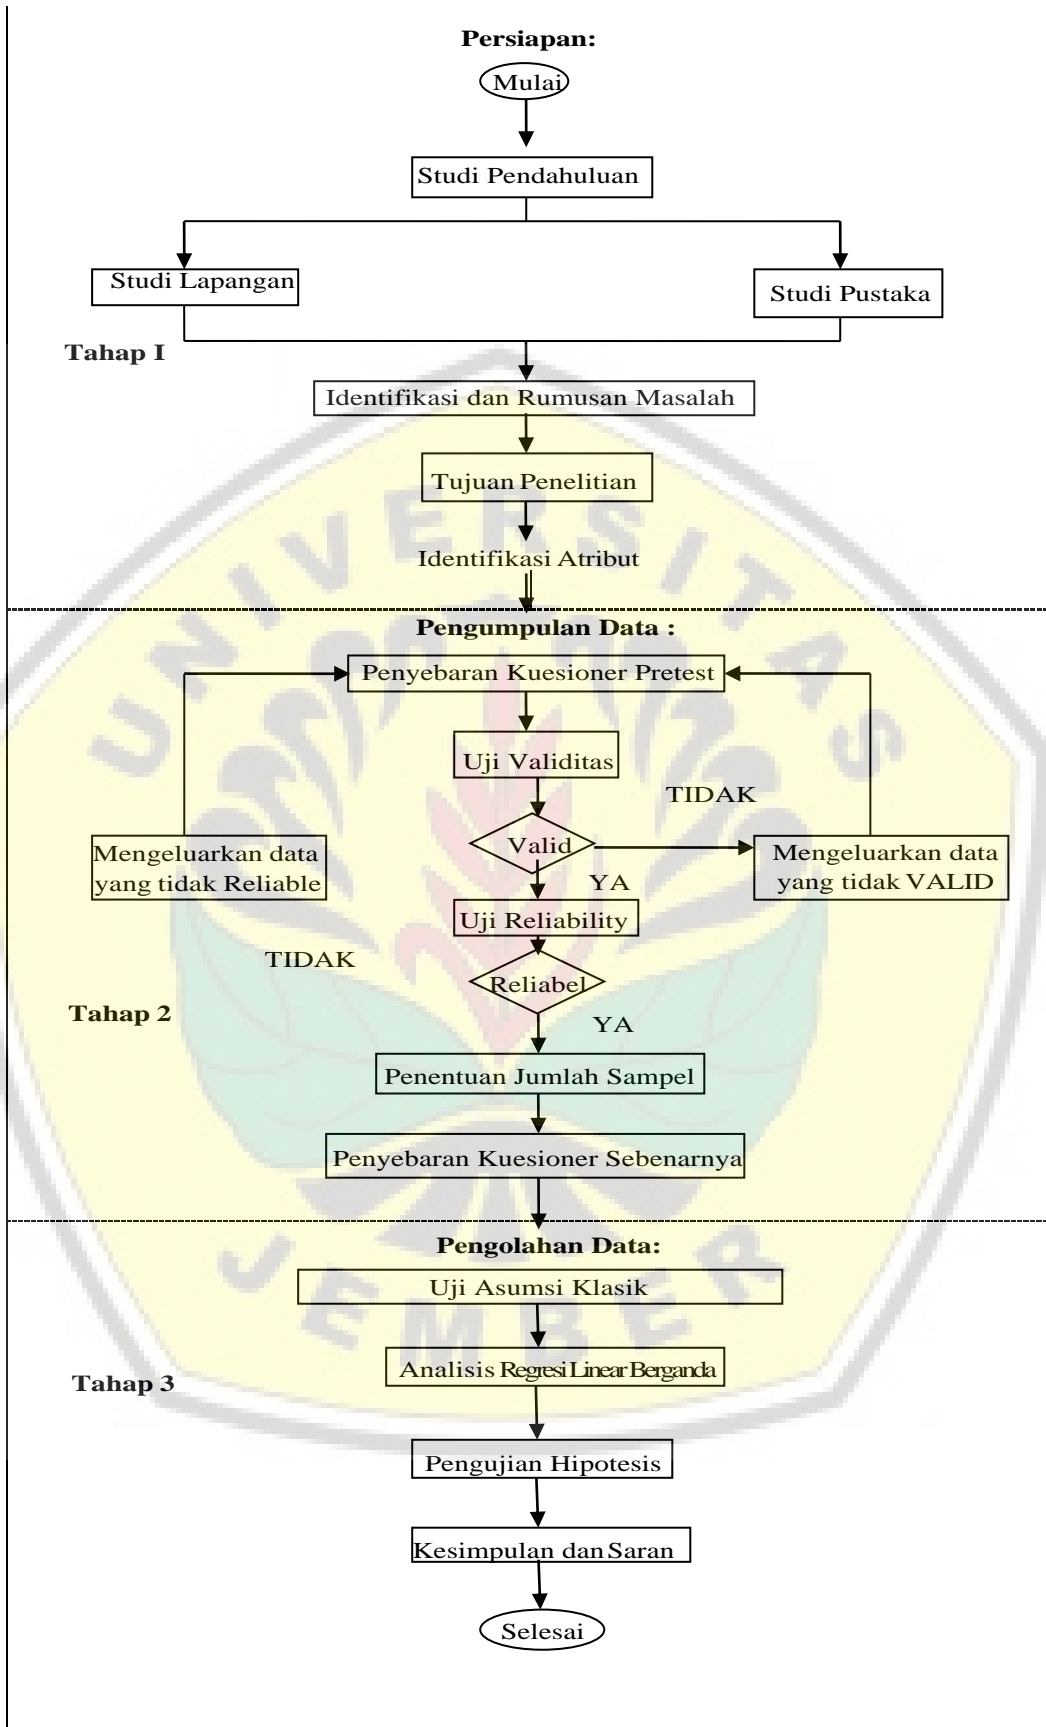 Persiapan:
Mulai
Studi Pendahuluan
Studi Lapangan
Studi Pustaka
Tahap I
Identifikasi dan Rumusan Masalah
Tujuan Penelitian
Identifikasi Atribut
Pengumpulan Data :
Penyebaran Kuesioner Pretest
Uji Validitas
TIDAK
Valid
Mengeluarkan data
yang tidak Reliable
Mengeluarkan data
yang tidak VALID
YA
Uji Reliability
TIDAK
Reliabel
Tahap 2
YA
Penentuan Jumlah Sampel
Penyebaran Kuesioner Sebenarnya
Pengolahan Data:
Uji Asumsi Klasik
Analisis Regresi Linear Berganda
Tahap 3
Pengujian Hipotesis
Kesimpulan dan Saran
Selesai
UNIVERSITAS
JEMBER